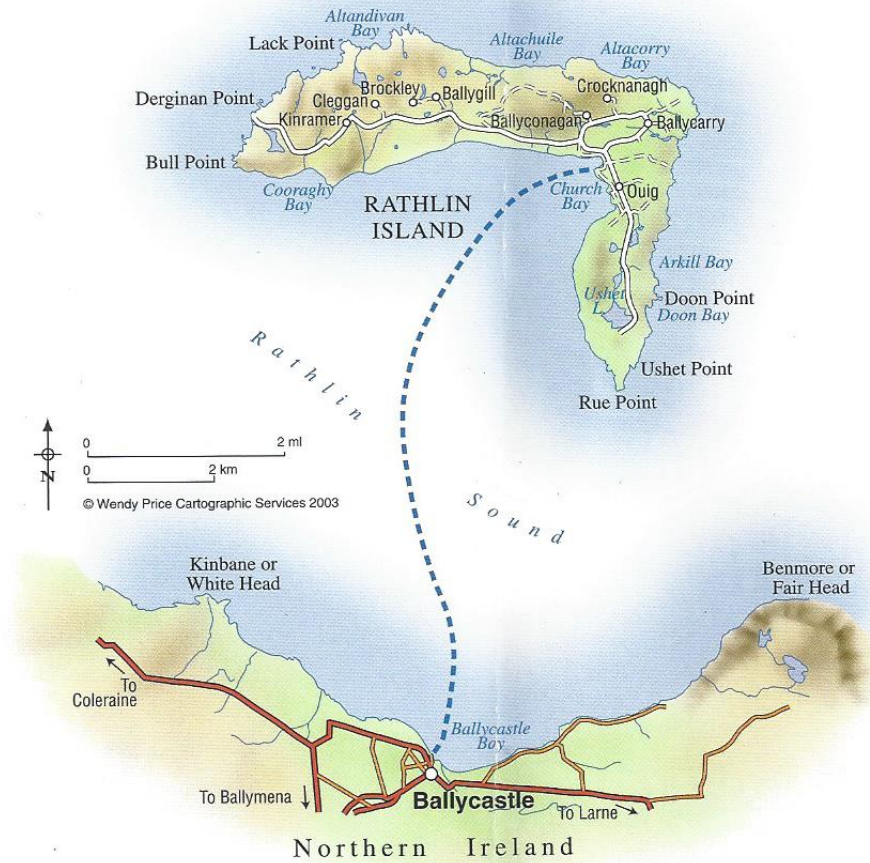 Altandivan
Bay
Lack Point
Altachuile
Bay
Altacorry
Bay
Derginan Point
Brockley
Cleggan
Ballygill
Crocknanagh
Kinramer
Ballyconagan
Ballycarry
Bull Point
Cooraghy
Bay
RATHLIN
ISLAND
Church
Bay
Ouig
Arkill Bay
Ushet
L.
Doon Point
Doon Bay
Ushet Point
Rue Point
Rathlin
Sound
0 2 ml
0 2 km
N
© Wendy Price Cartographic Services 2003
Kinbane or
White Head
Benmore or
Fair Head
To
Coleraine
Ballycastle
Bay
To Ballymena
Ballycastle
To Larne
Northern Ireland